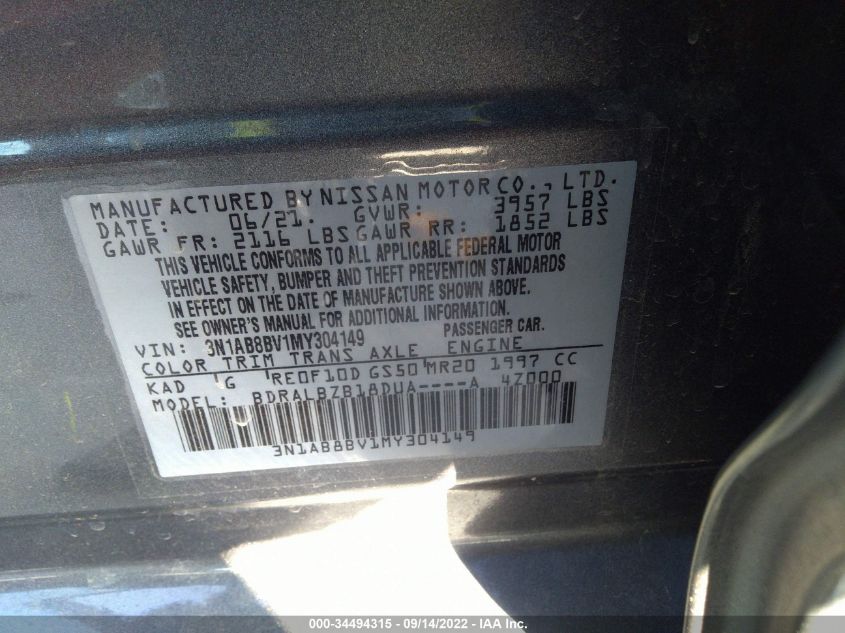 MANUFACTURED BY NISSAN MOTOR CO., LTD.
DATE: 06/21. GVWR: 3957 LBS
GAWR FR: 2116 LBS GAWR RR: 1852 LBS
THIS VEHICLE CONFORMS TO ALL APPLICABLE FEDERAL MOTOR
VEHICLE SAFETY, BUMPER AND THEFT PREVENTION STANDARDS
IN EFFECT ON THE DATE OF MANUFACTURE SHOWN ABOVE.
SEE OWNER'S MANUAL FOR ADDITIONAL INFORMATION.
VIN: 3N1AB8BV1MY304149 PASSENGER CAR.
COLOR TRIM TRANS AXLE ENGINE
KAD G RE0F10D GS50 MR20 1997 CC
MODEL: BDRALBZB18DUA----A 4Z000
3N1AB8BV1MY304149
000-34494315 - 09/14/2022 - IAA Inc.